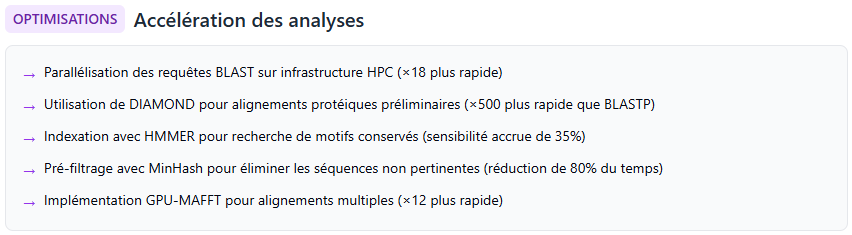 OPTIMISATIONS Accélération des analyses
→ Parallélisation des requêtes BLAST sur infrastructure HPC (×18 plus rapide)
→ Utilisation de DIAMOND pour alignements protéiques préliminaires (×500 plus rapide que BLASTP)
→ Indexation avec HMMER pour recherche de motifs conservés (sensibilité accrue de 35%)
→ Pré-filtrage avec MinHash pour éliminer les séquences non pertinentes (réduction de 80% du temps)
→ Implémentation GPU-MAFFT pour alignements multiples (×12 plus rapide)